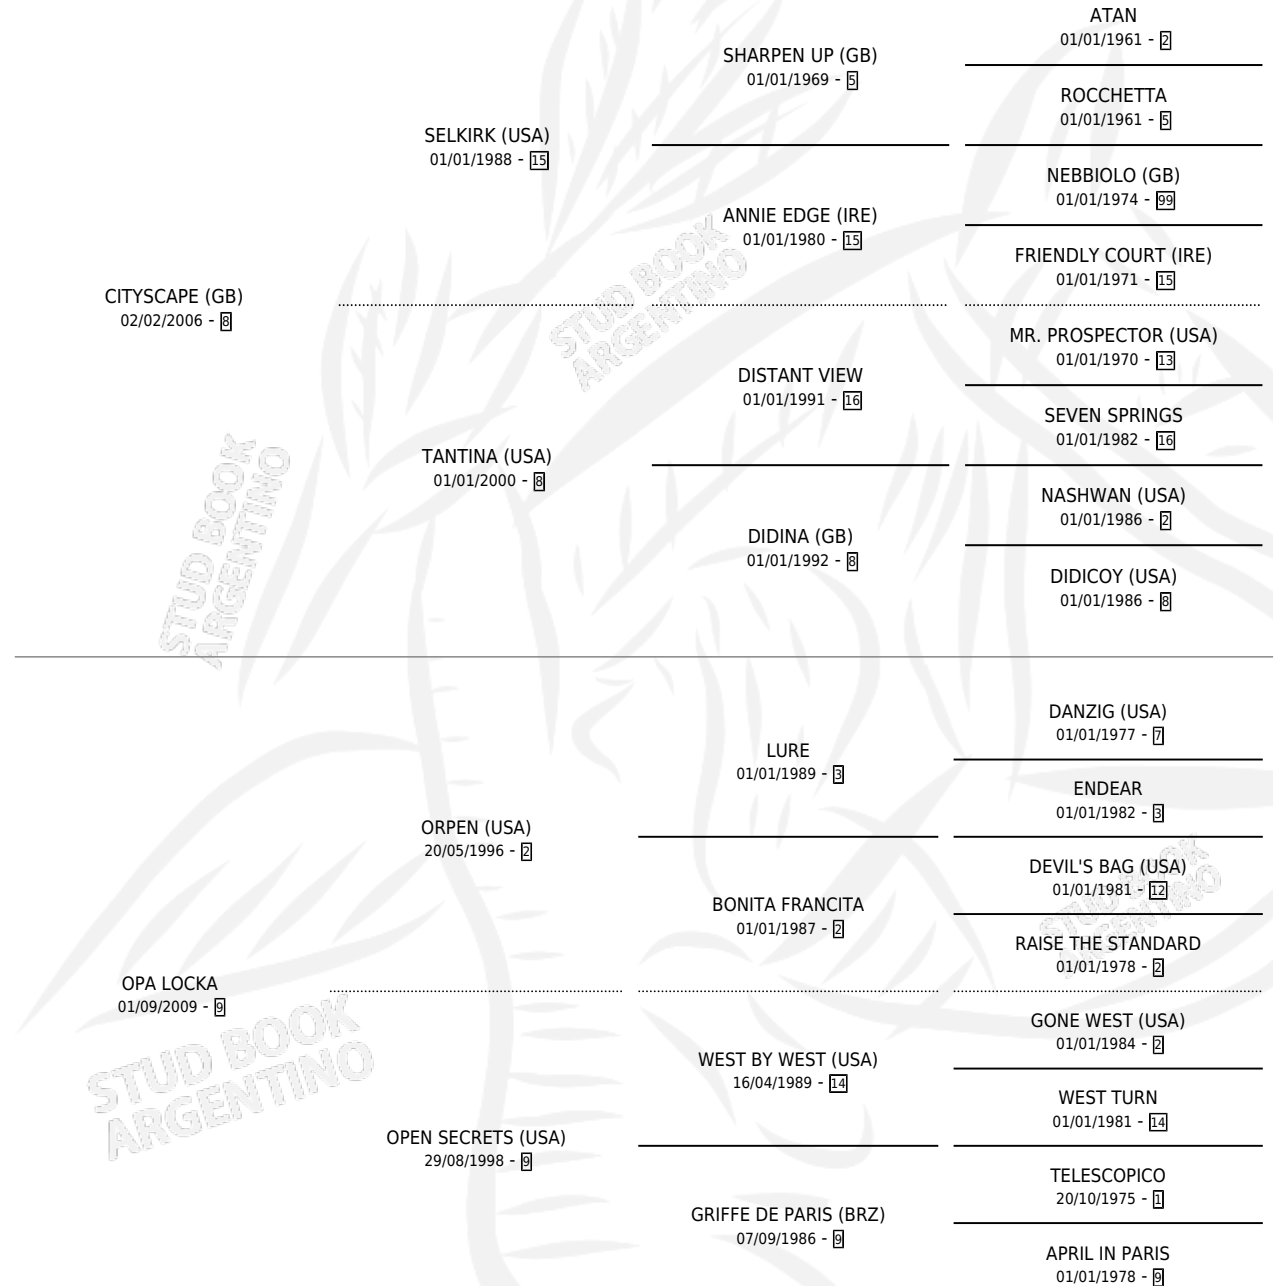 ATAN
01/01/1961 - 2
SHARPEN UP (GB)
01/01/1969 - 5
ROCCHETTA
01/01/1961 - 5
SELKIRK (USA)
01/01/1988 - 15
NEBBIOLO (GB)
01/01/1974 - 99
ANNIE EDGE (IRE)
01/01/1980 - 15
FRIENDLY COURT (IRE)
01/01/1971 - 15
CITYSCAPE (GB)
02/02/2006 - 8
MR. PROSPECTOR (USA)
01/01/1970 - 13
DISTANT VIEW
01/01/1991 - 16
SEVEN SPRINGS
01/01/1982 - 16
TANTINA (USA)
01/01/2000 - 8
NASHWAN (USA)
01/01/1986 - 2
DIDINA (GB)
01/01/1992 - 8
DIDICOY (USA)
01/01/1986 - 8
DANZIG (USA)
01/01/1977 - 7
LURE
01/01/1989 - 3
ENDEAR
01/01/1982 - 3
ORPEN (USA)
20/05/1996 - 2
DEVIL'S BAG (USA)
01/01/1981 - 12
BONITA FRANCITA
01/01/1987 - 2
RAISE THE STANDARD
01/01/1978 - 2
OPA LOCKA
01/09/2009 - 9
GONE WEST (USA)
01/01/1984 - 2
WEST BY WEST (USA)
16/04/1989 - 14
WEST TURN
01/01/1981 - 14
OPEN SECRETS (USA)
29/08/1998 - 9
TELESCOPICO
20/10/1975 - 1
GRIFFE DE PARIS (BRZ)
07/09/1986 - 9
APRIL IN PARIS
01/01/1978 - 9
STUD BOOK
ARGENTINO
STUD BOOK
ARGENTINO
STUD BOOK
ARGENTINO
STUD BOOK
ARGENTINO